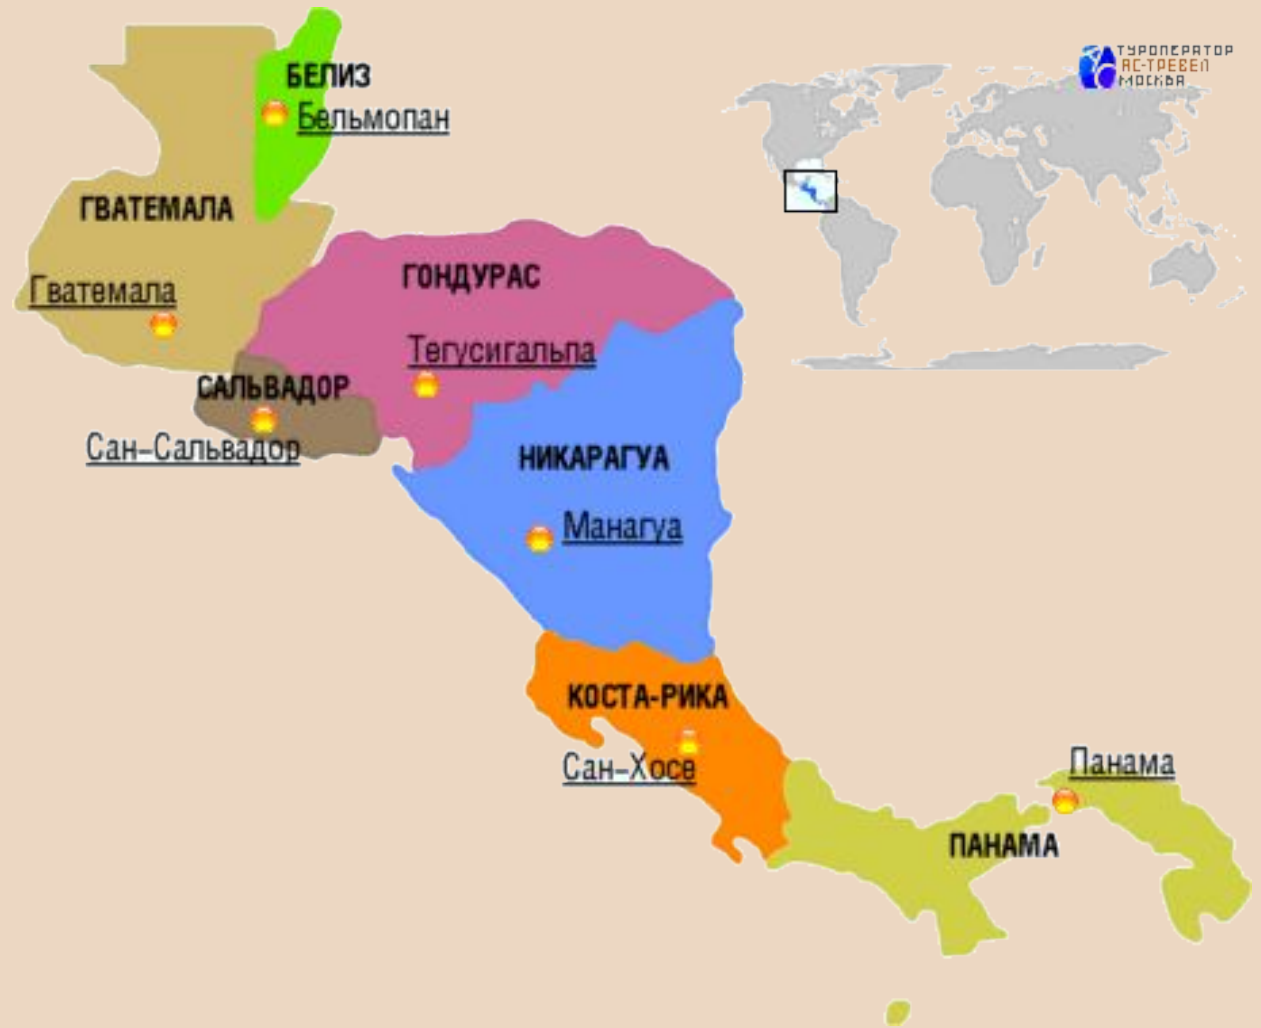 ТУРОПЕРАТОР
АС-ТРЕВЕЛ
МОСКВА
БЕЛИЗ
Бельмопан
ГВАТЕМАЛА
Гватемала
ГОНДУРАС
Тегусигальпа
САЛЬВАДОР
Сан-Сальвадор
НИКАРАГУА
Манагуа
КОСТА-РИКА
Сан-Хосе
Панама
ПАНАМА